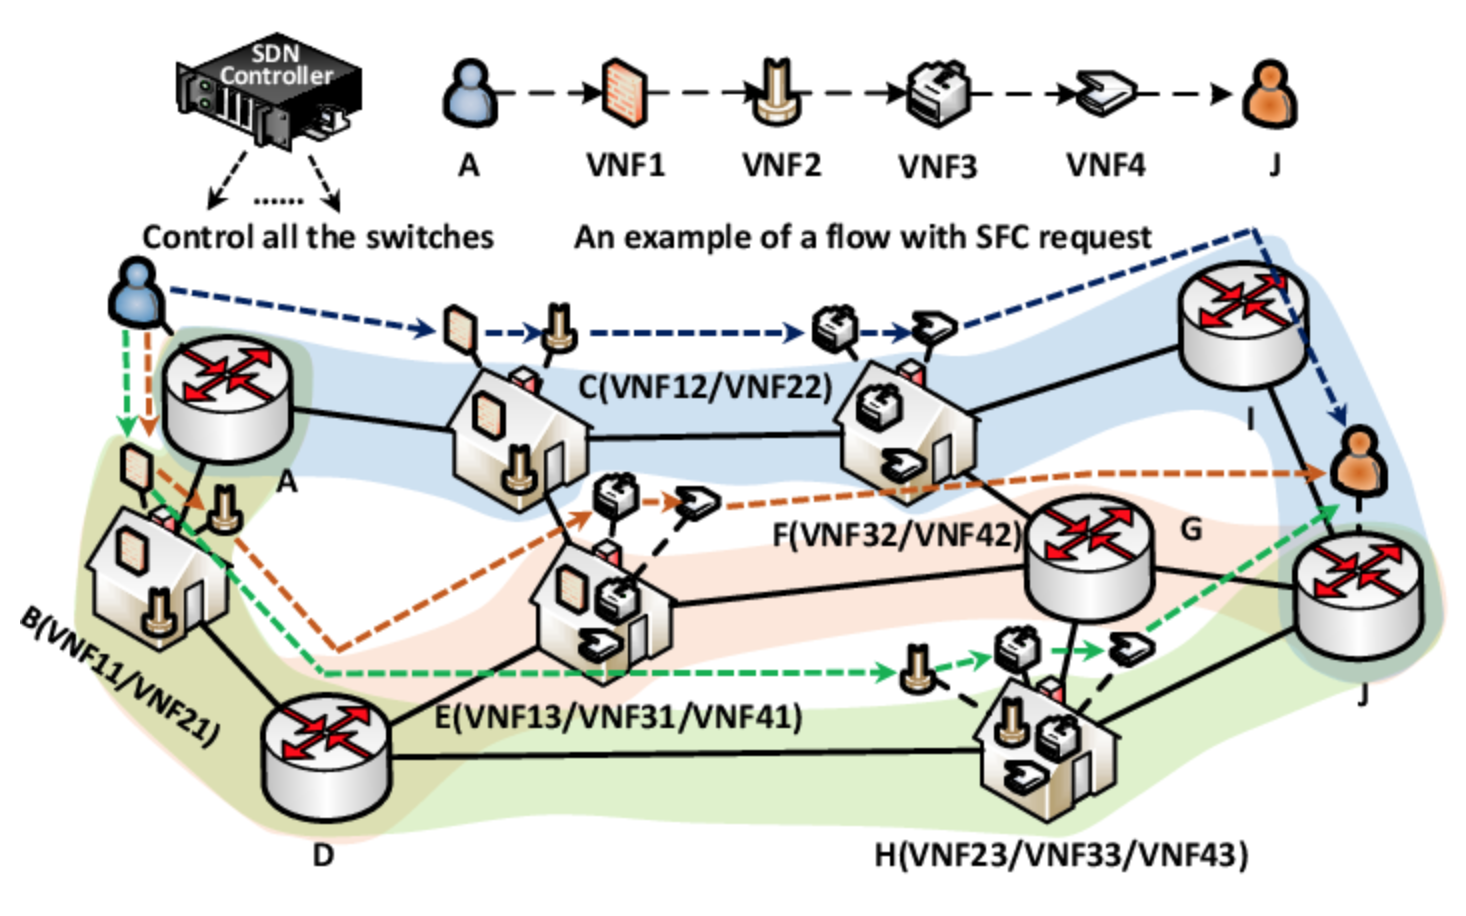 SDN
Controller
A
VNF1
VNF2
VNF3
VNF4
J
......
Control all the switches
An example of a flow with SFC request
C(VNF12/VNF22)
I
A
F(VNF32/VNF42)
G
B(VNF11/VNF21)
E(VNF13/VNF31/VNF41)
J
D
H(VNF23/VNF33/VNF43)